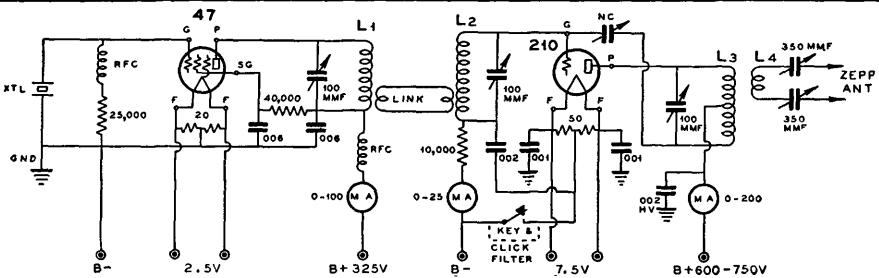 47
L1
L2
210
NC
L3
L4
350 MMF
G
P
G
P
SG
RFC
XTL
100 MMF
LINK
100 MMF
100 MMF
ZEPP ANT
40,000
25,000
F
F
20
F
F
50
350 MMF
006
006
RFC
10,000
002
001
001
GND
0-100
MA
0-25
MA
002 HV
MA
0-200
KEY &
CLICK FILTER
B-
2.5V
B+325V
B-
7.5V
B+600-750V